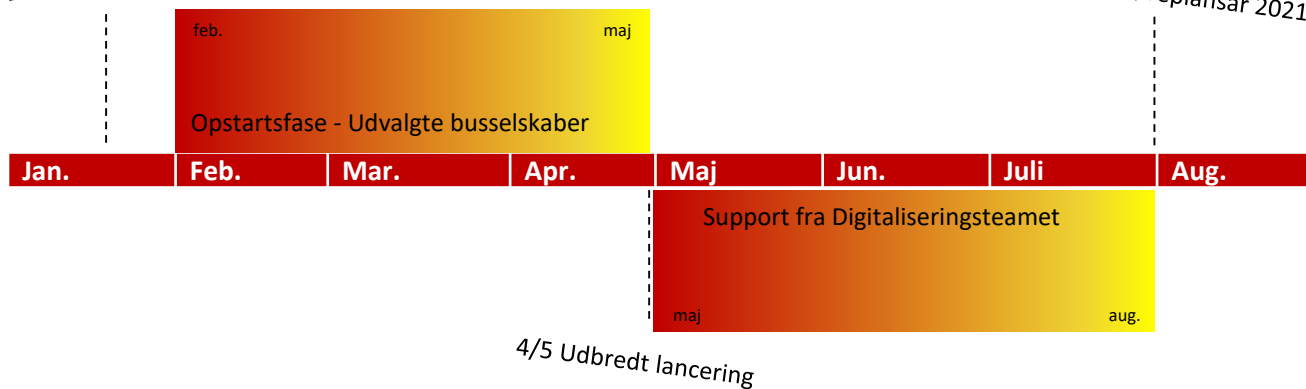 2021
feb. maj
Opstartsfase - Udvalgte busselskaber
Jan. Feb. Mar. Apr. Maj Jun. Juli Aug.
Support fra Digitaliseringsteamet
maj aug.
4/5 Udbredt lancering